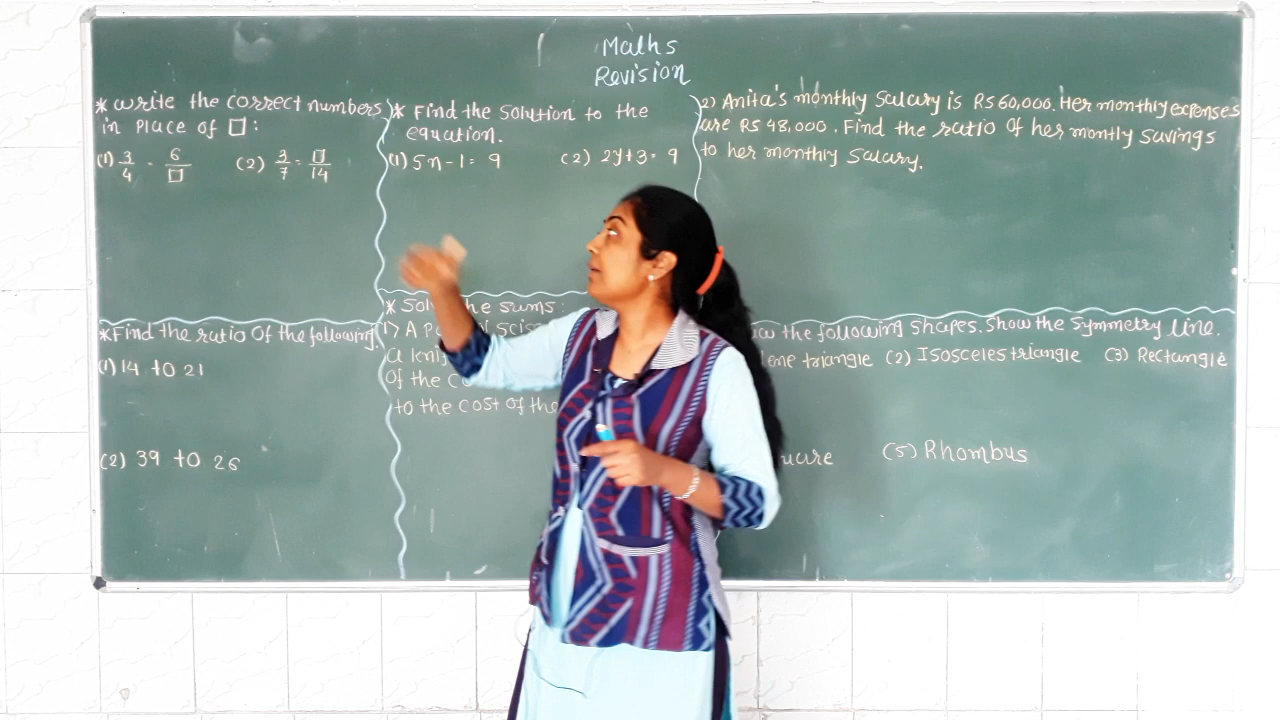 Maths
Revision
* Write the correct numbers
in place of □:
(1) 3/4 = 6/□ (2) 3/7 = □/14
* Find the solution to the
equation.
(1) 5n - 1 = 9 (2) 2y + 3 = 9
2) Anita's monthly salary is RS 60,000. Her monthly expenses
are RS 48,000. Find the ratio of her montly savings
to her monthly salary.
* Find the ratio of the following.
(1) 14 to 21
(2) 39 to 26
* he sums:
1) A
Of the
to the cost of the
the following shapes. Show the symmetry line.
triangle (2) Isosceles triangle (3) Rectangle
(5) Rhombus